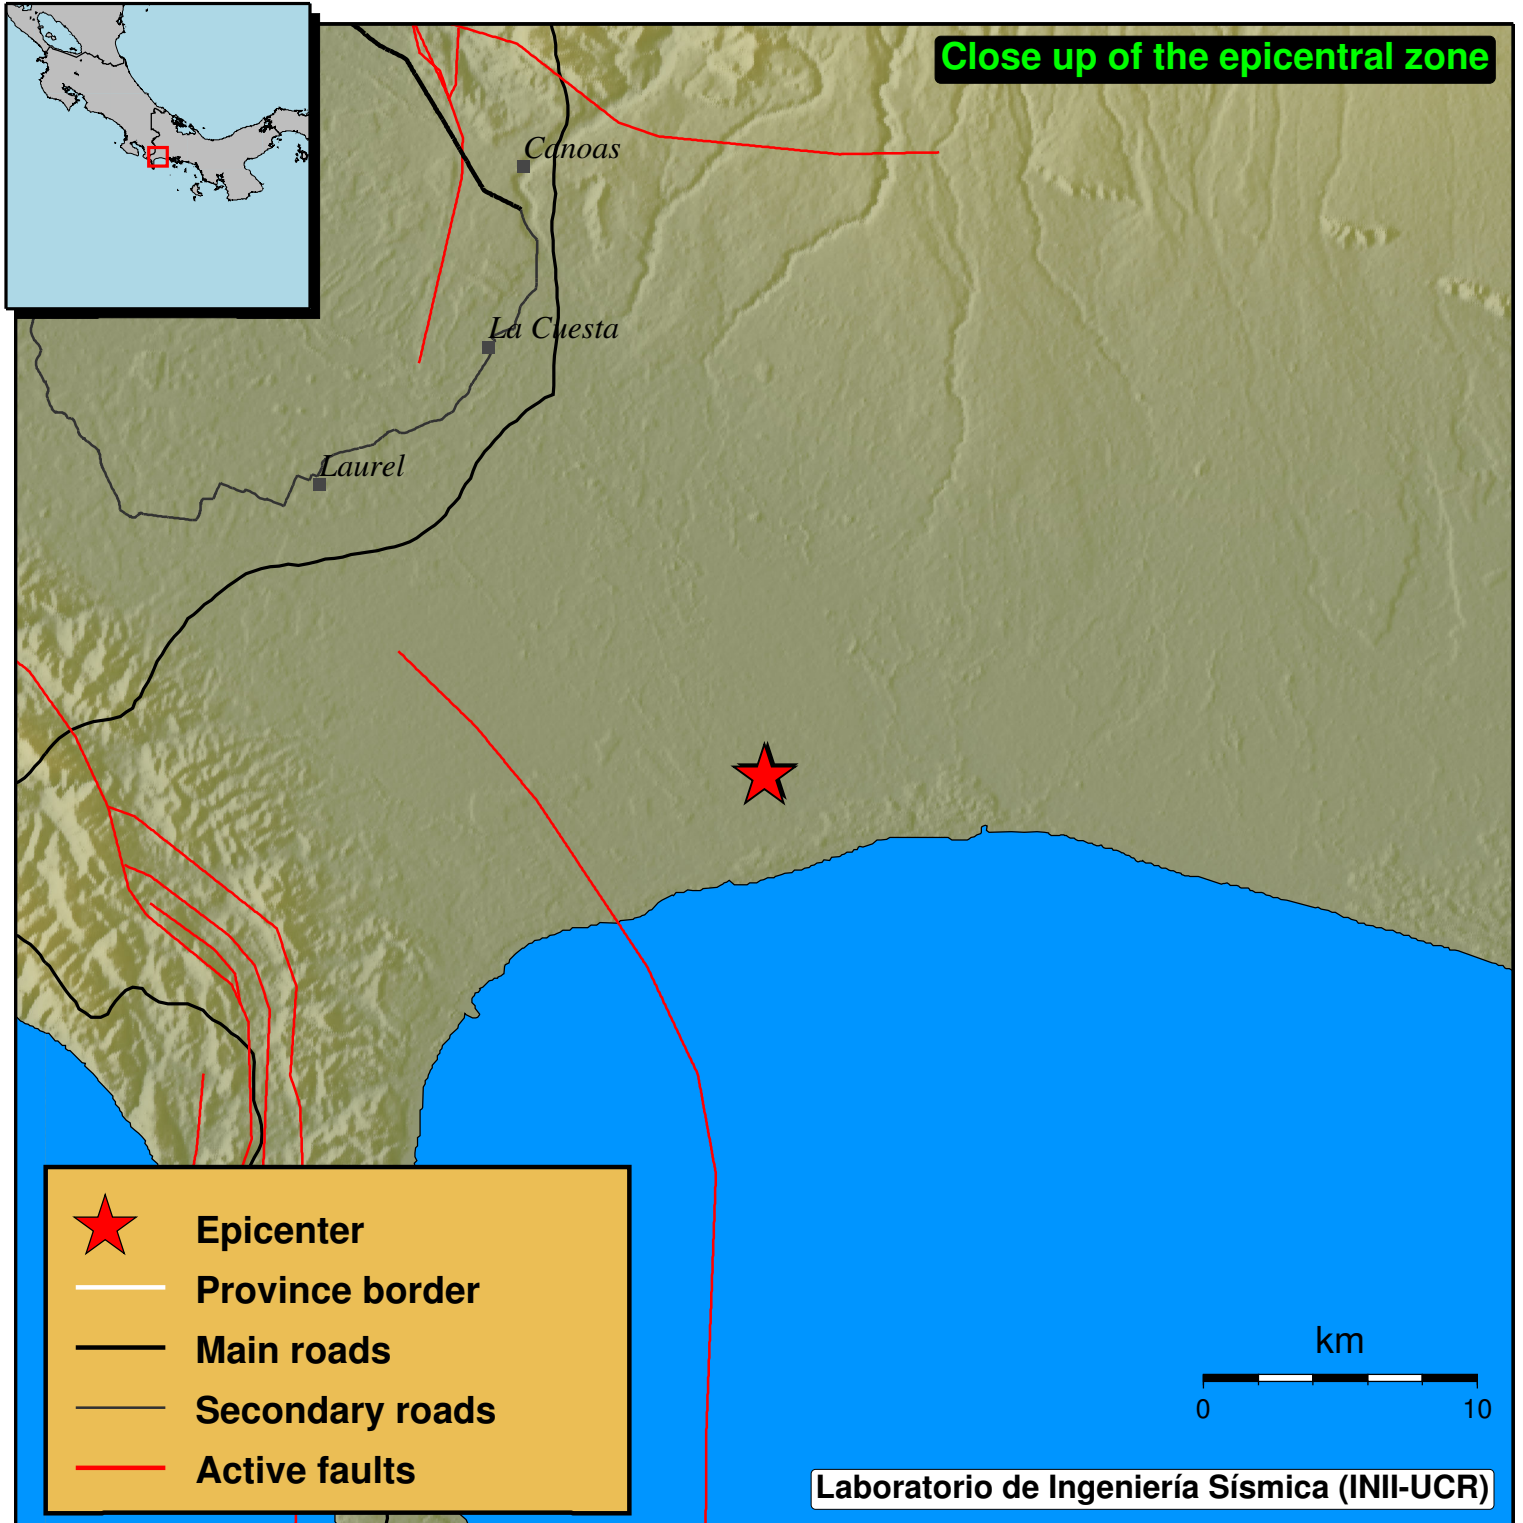 Close up of the epicentral zone
Canoas
La Cuesta
Laurel
Epicenter
Province border
Main roads
Secondary roads
Active faults
km
0 10
Laboratorio de Ingeniería Sísmica (INII-UCR)